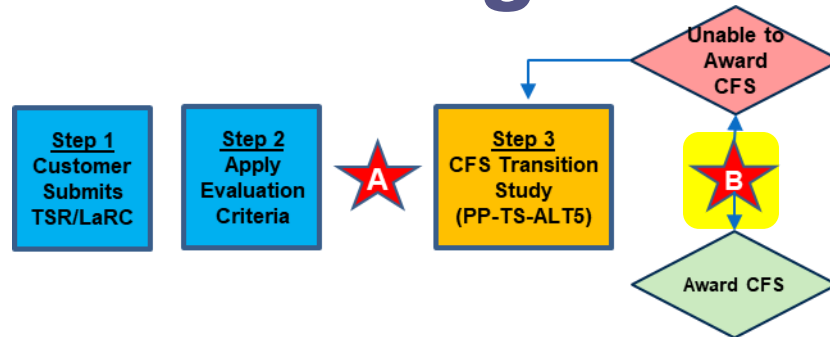 Step 1
Customer
Submits
TSR/LaRC
Step 2
Apply
Evaluation
Criteria
A
Step 3
CFS Transition
Study
(PP-TS-ALT5)
Unable to
Award
CFS
B
Award CFS